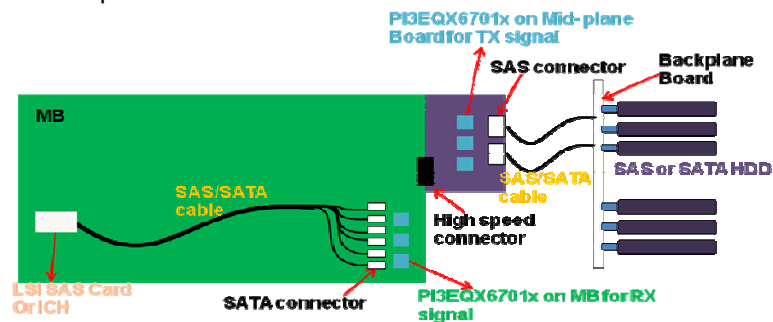 PI3EQX6701x on Mid-plane
Board for TX signal
SAS connector
Backplane
Board
MB
SAS or SATA HDD
SAS/SATA
cable
SAS/SATA
cable
High speed
connector
LSI SAS Card
Or ICH
SATA connector
PI3EQX6701x on MB for RX
signal